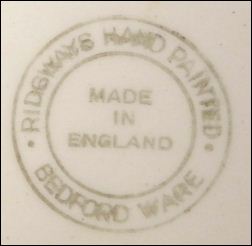 · RIDGWAYS HAND PAINTED ·
BEDFORD WARE
MADE
IN
ENGLAND